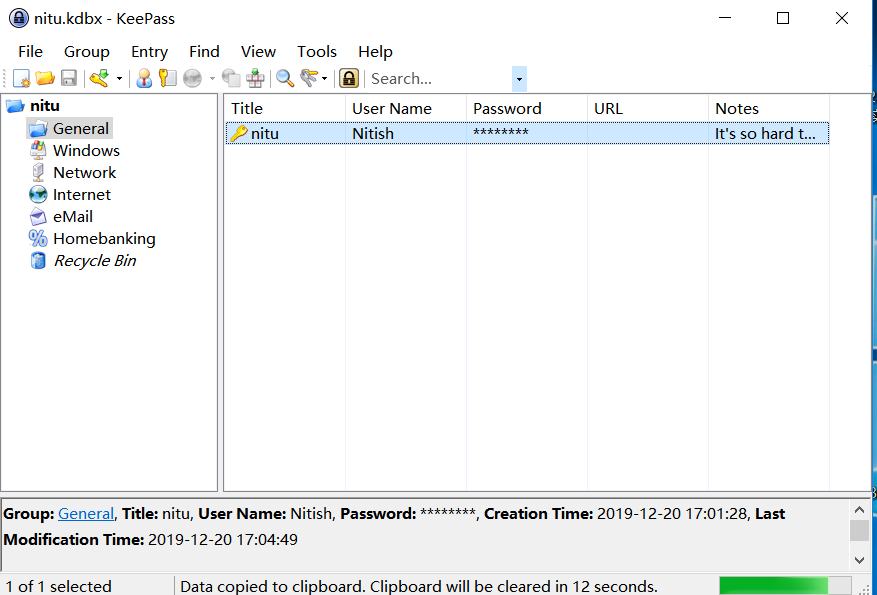 nitu.kdbx - KeePass
File Group Entry Find View Tools Help
Search...
nitu
General
Windows
Network
Internet
eMail
Homebanking
Recycle Bin
Title User Name Password URL Notes
nitu Nitish ******** It's so hard t...
Group: General, Title: nitu, User Name: Nitish, Password: ********, Creation Time: 2019-12-20 17:01:28, Last
Modification Time: 2019-12-20 17:04:49
1 of 1 selected Data copied to clipboard. Clipboard will be cleared in 12 seconds.